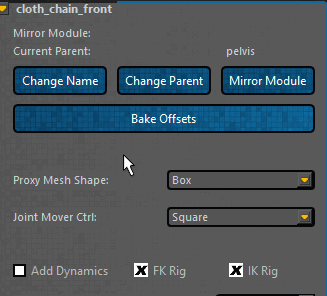 cloth_chain_front
Mirror Module:
Current Parent: pelvis
Change Name Change Parent Mirror Module
Bake Offsets
Proxy Mesh Shape: Box
Joint Mover Ctrl: Square
Add Dynamics FK Rig IK Rig